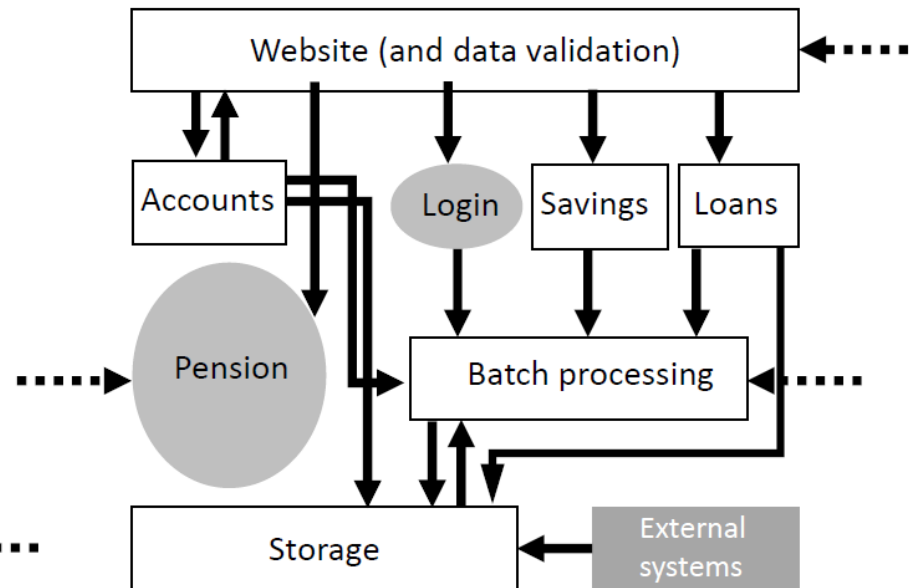 Website (and data validation)
Accounts
Login
Savings
Loans
Pension
Batch processing
Storage
External
systems